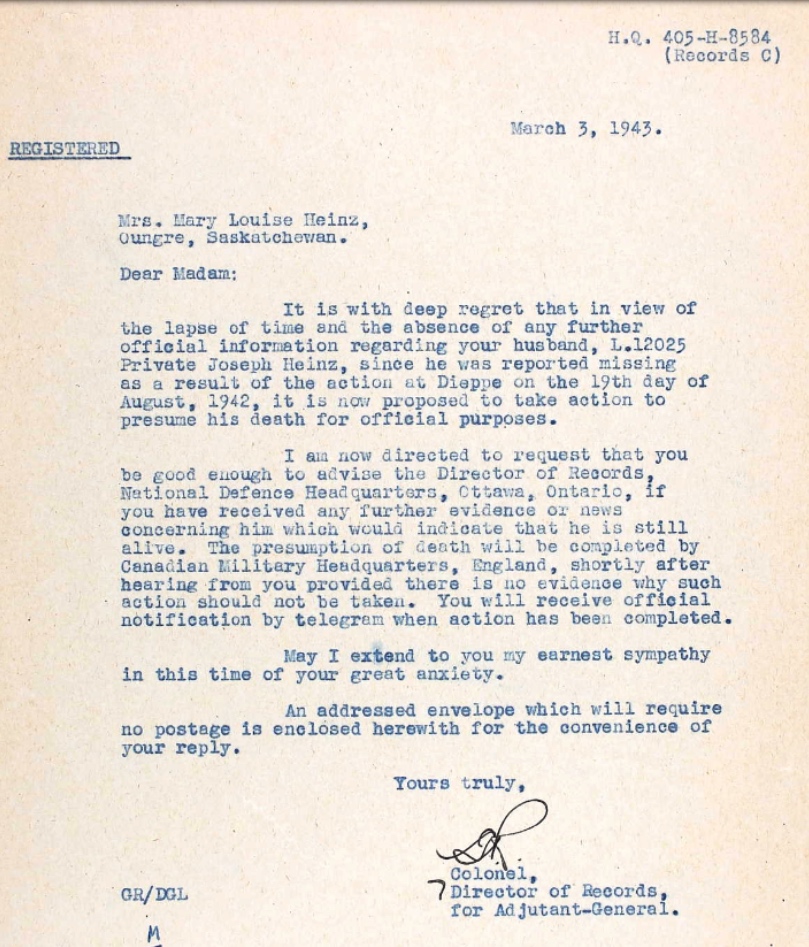 H.Q. 405-H-8584
(Records C)
March 3, 1943.
REGISTERED
Mrs. Mary Louise Heinz,
Oungre, Saskatchewan.
Dear Madam:
It is with deep regret that in view of
the lapse of time and the absence of any further
official information regarding your husband, L.12025
Private Joseph Heinz, since he was reported missing
as a result of the action at Dieppe on the 19th day of
August, 1942, it is now proposed to take action to
presume his death for official purposes.
I am now directed to request that you
be good enough to advise the Director of Records,
National Defence Headquarters, Ottawa, Ontario, if
you have received any further evidence or news
concerning him which would indicate that he is still
alive. The presumption of death will be completed by
Canadian Military Headquarters, England, shortly after
hearing from you provided there is no evidence why such
action should not be taken. You will receive official
notification by telegram when action has been completed.
May I extend to you my earnest sympathy
in this time of your great anxiety.
An addressed envelope which will require
no postage is enclosed herewith for the convenience of
your reply.
Yours truly,
Colonel,
Director of Records,
for Adjutant-General.
GR/DGL
M